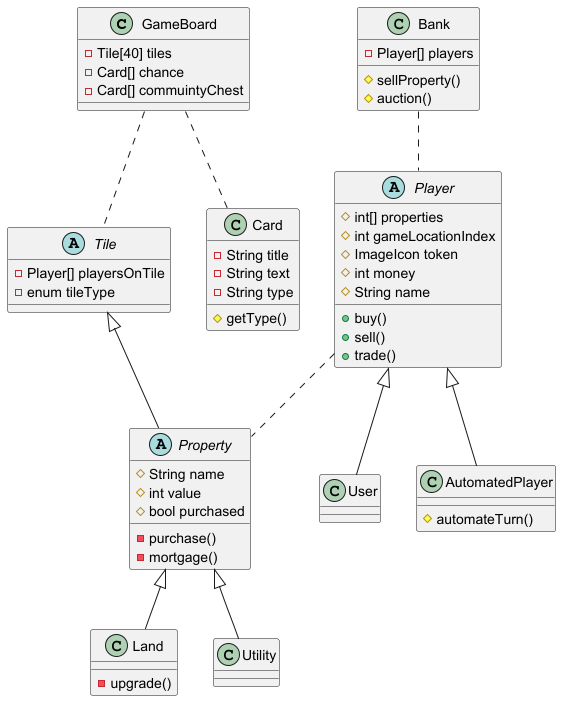 C GameBoard
Tile[40] tiles
Card[] chance
Card[] commuintyChest
C Bank
Player[] players
sellProperty()
auction()
A Tile
Player[] playersOnTile
enum tileType
C Card
String title
String text
String type
getType()
A Player
int[] properties
int gameLocationIndex
ImageIcon token
int money
String name
buy()
sell()
trade()
A Property
String name
int value
bool purchased
purchase()
mortgage()
C User
C AutomatedPlayer
automateTurn()
C Land
upgrade()
C Utility